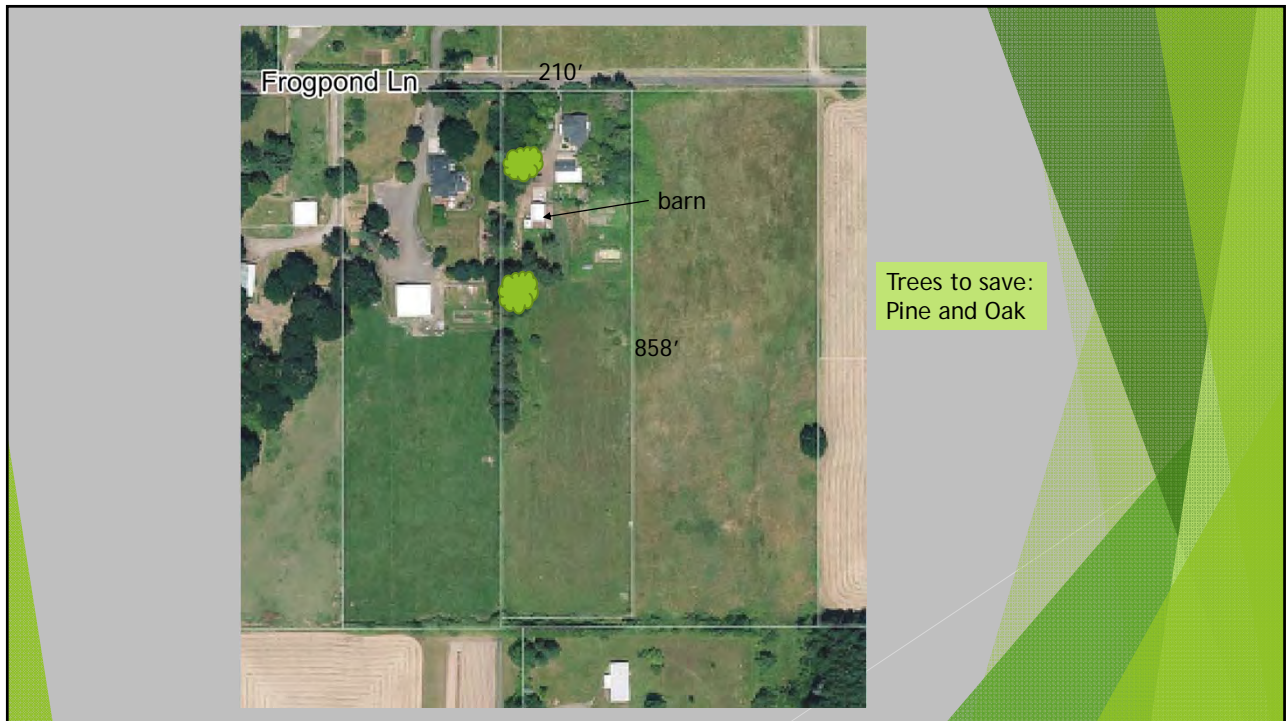 Frogpond Ln
210′
barn
858′
Trees to save:
Pine and Oak